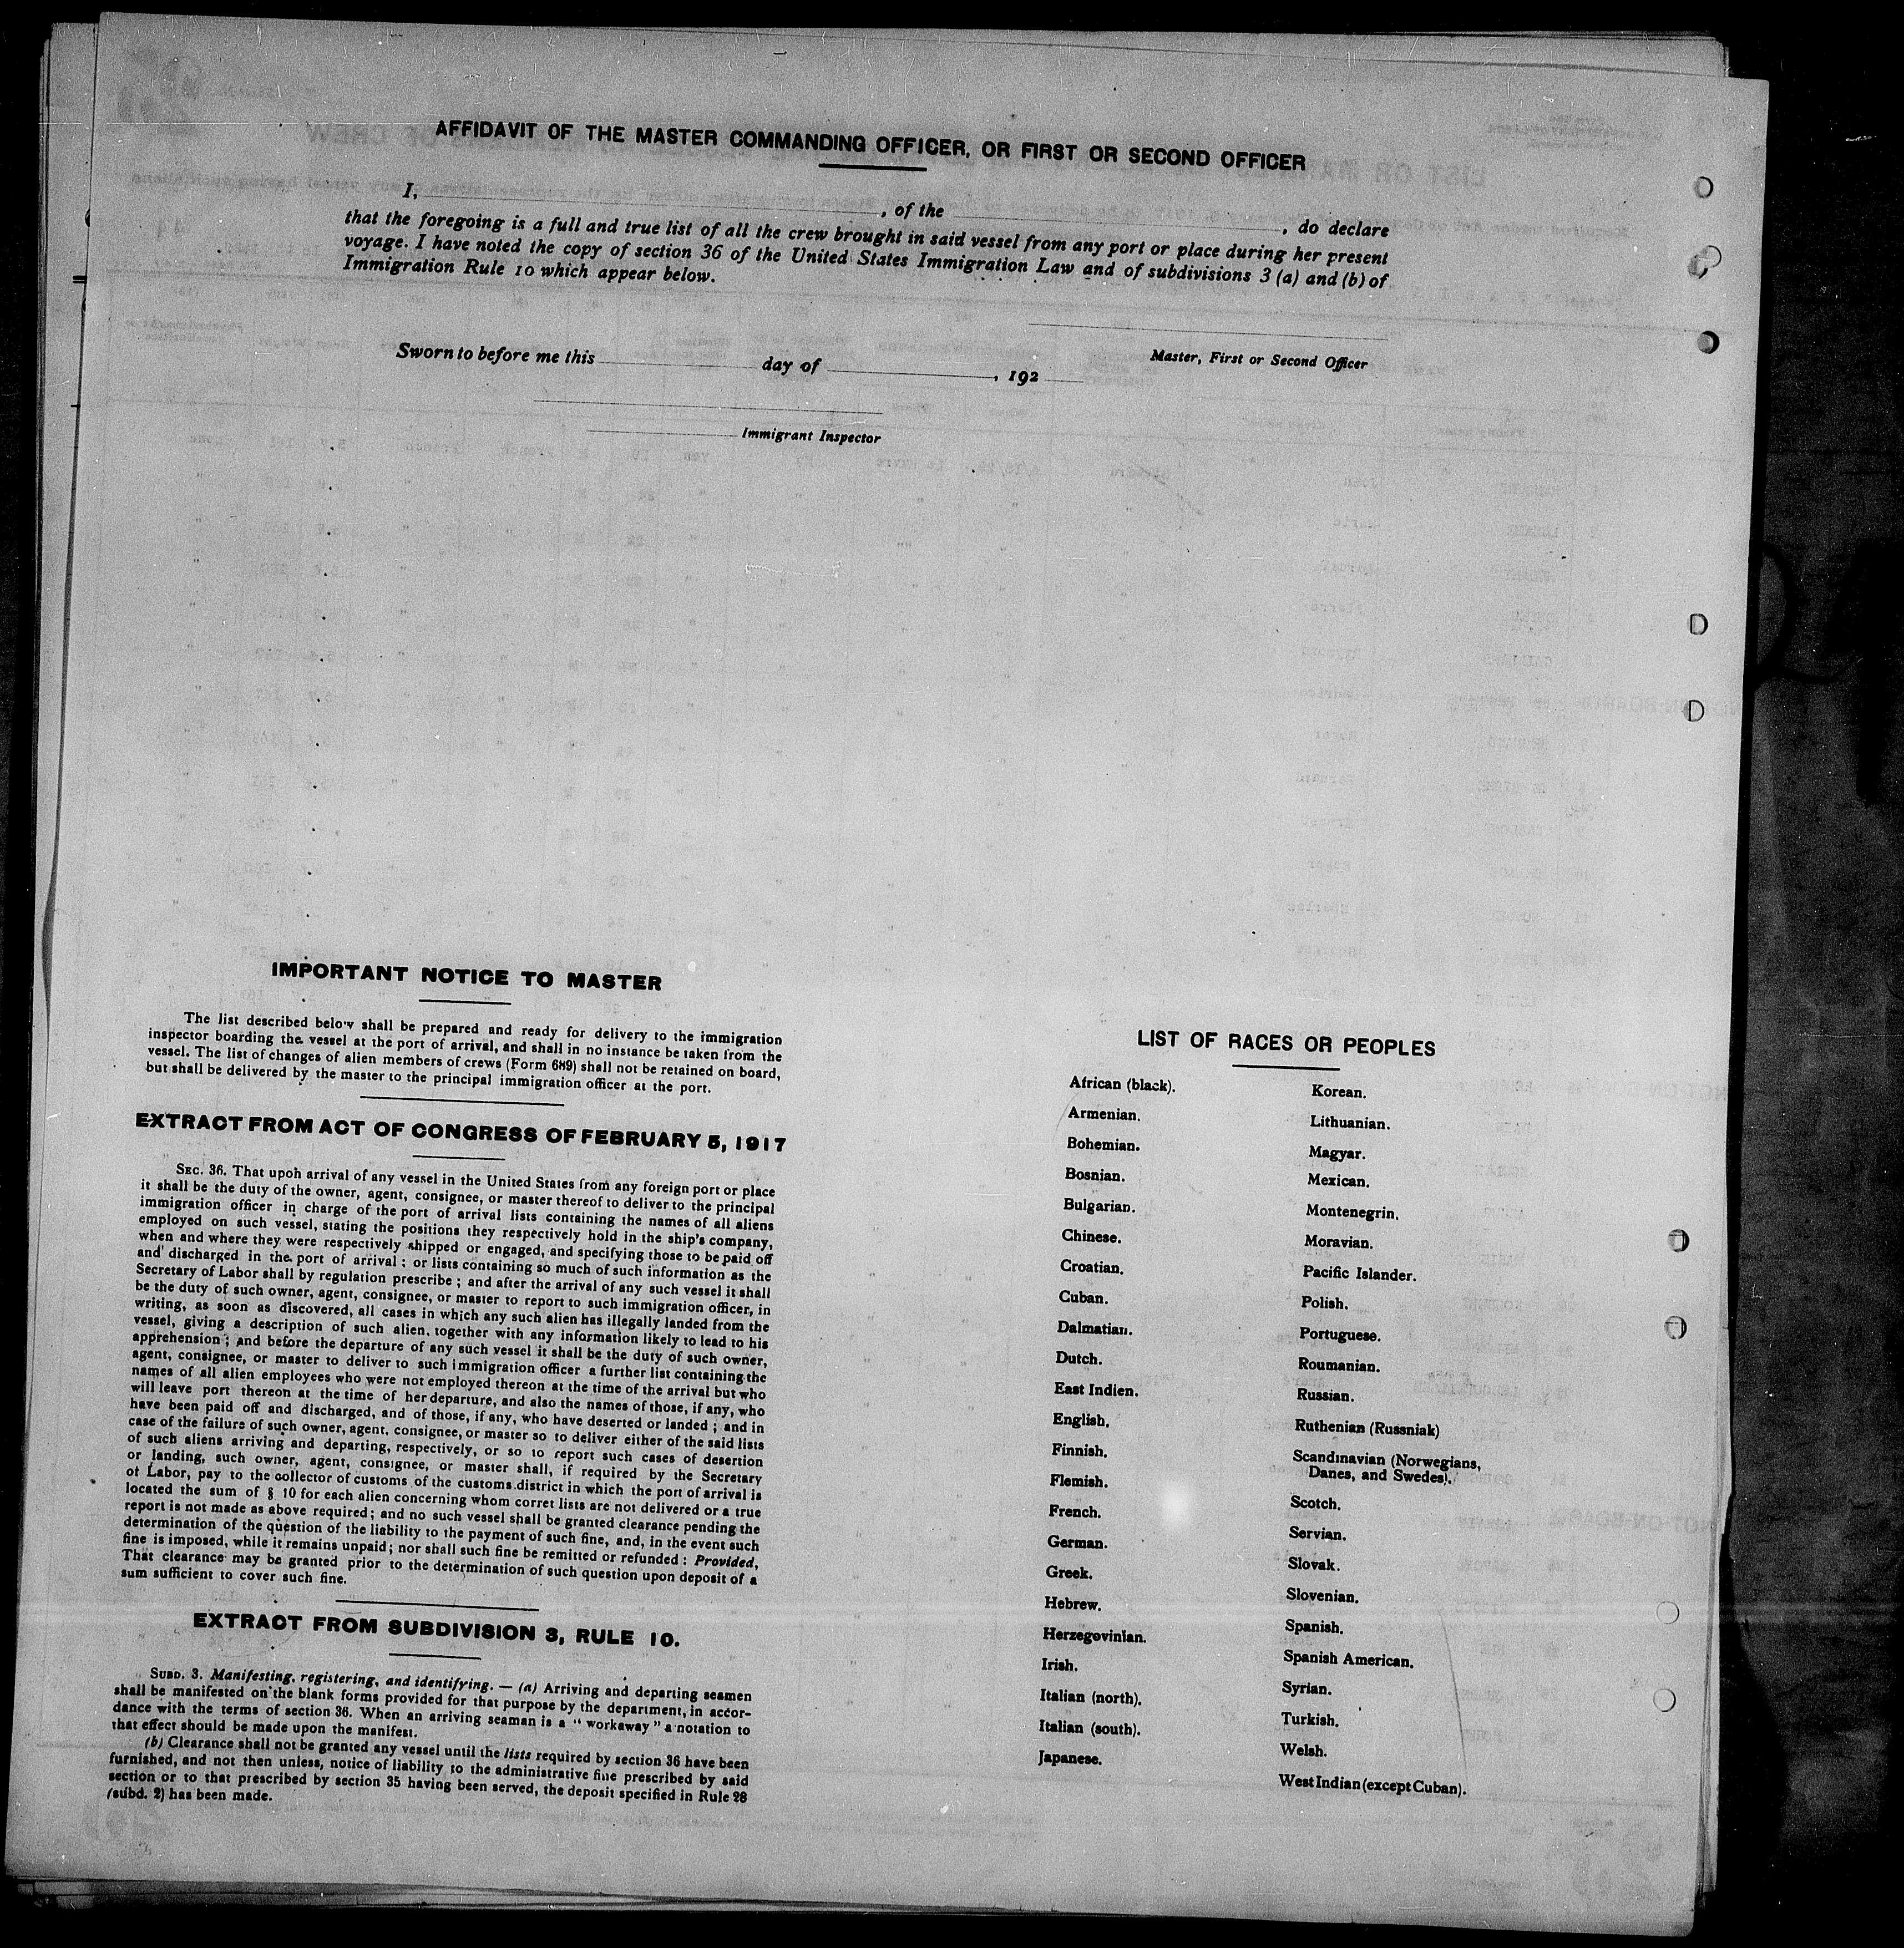 AFFIDAVIT OF THE MASTER COMMANDING OFFICER, OR FIRST OR SECOND OFFICER
I, , of the , do declare
that the foregoing is a full and true list of all the crew brought in said vessel from any port or place during her present
voyage. I have noted the copy of section 36 of the United States Immigration Law and of subdivisions 3 (a) and (b) of
Immigration Rule 10 which appear below.
Master, First or Second Officer
Sworn to before me this day of , 192
Immigrant Inspector
IMPORTANT NOTICE TO MASTER
The list described below shall be prepared and ready for delivery to the immigration
inspector boarding the vessel at the port of arrival, and shall in no instance be taken from the
vessel. The list of changes of alien members of crews (Form 689) shall not be retained on board,
but shall be delivered by the master to the principal immigration officer at the port.
EXTRACT FROM ACT OF CONGRESS OF FEBRUARY 5, 1917
SEC. 36. That upon arrival of any vessel in the United States from any foreign port or place
it shall be the duty of the owner, agent, consignee, or master thereof to deliver to the principal
immigration officer in charge of the port of arrival lists containing the names of all aliens
employed on such vessel, stating the positions they respectively hold in the ship's company,
when and where they were respectively shipped or engaged, and specifying those to be paid off
and discharged in the port of arrival ; or lists containing so much of such information as the
Secretary of Labor shall by regulation prescribe ; and after the arrival of any such vessel it shall
be the duty of such owner, agent, consignee, or master to report to such immigration officer, in
writing, as soon as discovered, all cases in which any such alien has illegally landed from the
vessel, giving a description of such alien, together with any information likely to lead to his
apprehension ; and before the departure of any such vessel it shall be the duty of such owner,
agent, consignee, or master to deliver to such immigration officer a further list containing the
names of all alien employees who were not employed thereon at the time of the arrival but who
will leave port thereon at the time of her departure, and also the names of those, if any, who
have been paid off and discharged, and of those, if any, who have deserted or landed ; and in
case of the failure of such owner, agent, consignee, or master so to deliver either of the said lists
of such aliens arriving and departing, respectively, or so to report such cases of desertion
or landing, such owner, agent, consignee, or master shall, if required by the Secretary
of Labor, pay to the collector of customs of the customs district in which the port of arrival is
located the sum of § 10 for each alien concerning whom corret lists are not delivered or a true
report is not made as above required ; and no such vessel shall be granted clearance pending the
determination of the question of the liability to the payment of such fine, and, in the event such
fine is imposed, while it remains unpaid ; nor shall such fine be remitted or refunded : Provided,
That clearance may be granted prior to the determination of such question upon deposit of a
sum sufficient to cover such fine.
EXTRACT FROM SUBDIVISION 3, RULE 10.
SUBD. 3. Manifesting, registering, and identifying. — (a) Arriving and departing seamen
shall be manifested on the blank forms provided for that purpose by the department, in accor-
dance with the terms of section 36. When an arriving seaman is a " workaway " a notation to
that effect should be made upon the manifest.
(b) Clearance shall not be granted any vessel until the lists required by section 36 have been
furnished, and not then unless, notice of liability to the administrative fine prescribed by said
section or to that prescribed by section 35 having been served, the deposit specified in Rule 28
(subd. 2) has been made.
LIST OF RACES OR PEOPLES
African (black).
Armenian.
Bohemian.
Bosnian.
Bulgarian.
Chinese.
Croatian.
Cuban.
Dalmatian.
Dutch.
East Indien.
English.
Finnish.
Flemish.
French.
German.
Greek.
Hebrew.
Herzegovinian.
Irish.
Italian (north).
Italian (south).
Japanese.
Korean.
Lithuanian.
Magyar.
Mexican.
Montenegrin.
Moravian.
Pacific Islander.
Polish.
Portuguese.
Roumanian.
Russian.
Ruthenian (Russniak)
Scandinavian (Norwegians,
Danes, and Swedes).
Scotch.
Servian.
Slovak.
Slovenian.
Spanish.
Spanish American.
Syrian.
Turkish.
Welsh.
West Indian (except Cuban).